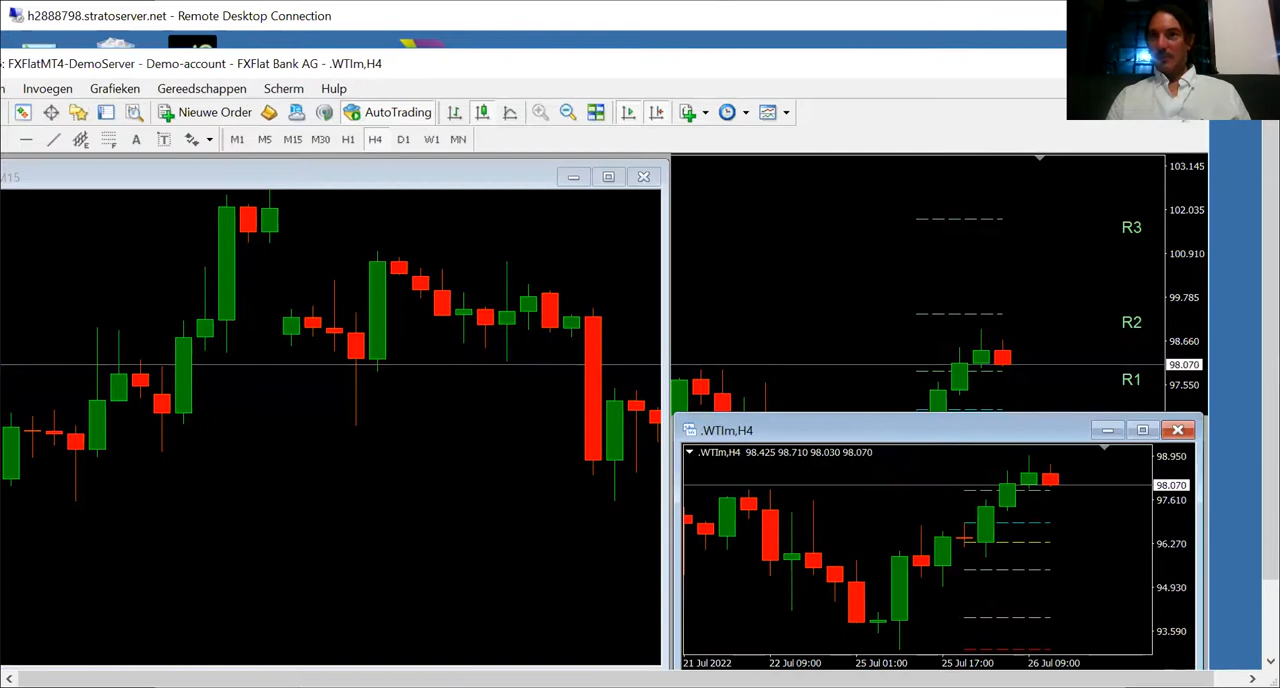 h2888798.stratoserver.net - Remote Desktop Connection
: FXFlatMT4-DemoServer - Demo-account - FXFlat Bank AG - .WTIm,H4
Invoegen Grafieken Gereedschappen Scherm Hulp
Nieuwe Order AutoTrading
A T M1 M5 M15 M30 H1 H4 D1 W1 MN
M15
103.145
102.035
R3
100.910
99.785
R2
98.660
98.070
R1
97.550
.WTIm,H4
.WTIm,H4 98.425 98.710 98.030 98.070
98.950
98.070
97.610
96.270
94.930
93.590
21 Jul 2022 22 Jul 09:00 25 Jul 01:00 25 Jul 17:00 26 Jul 09:00